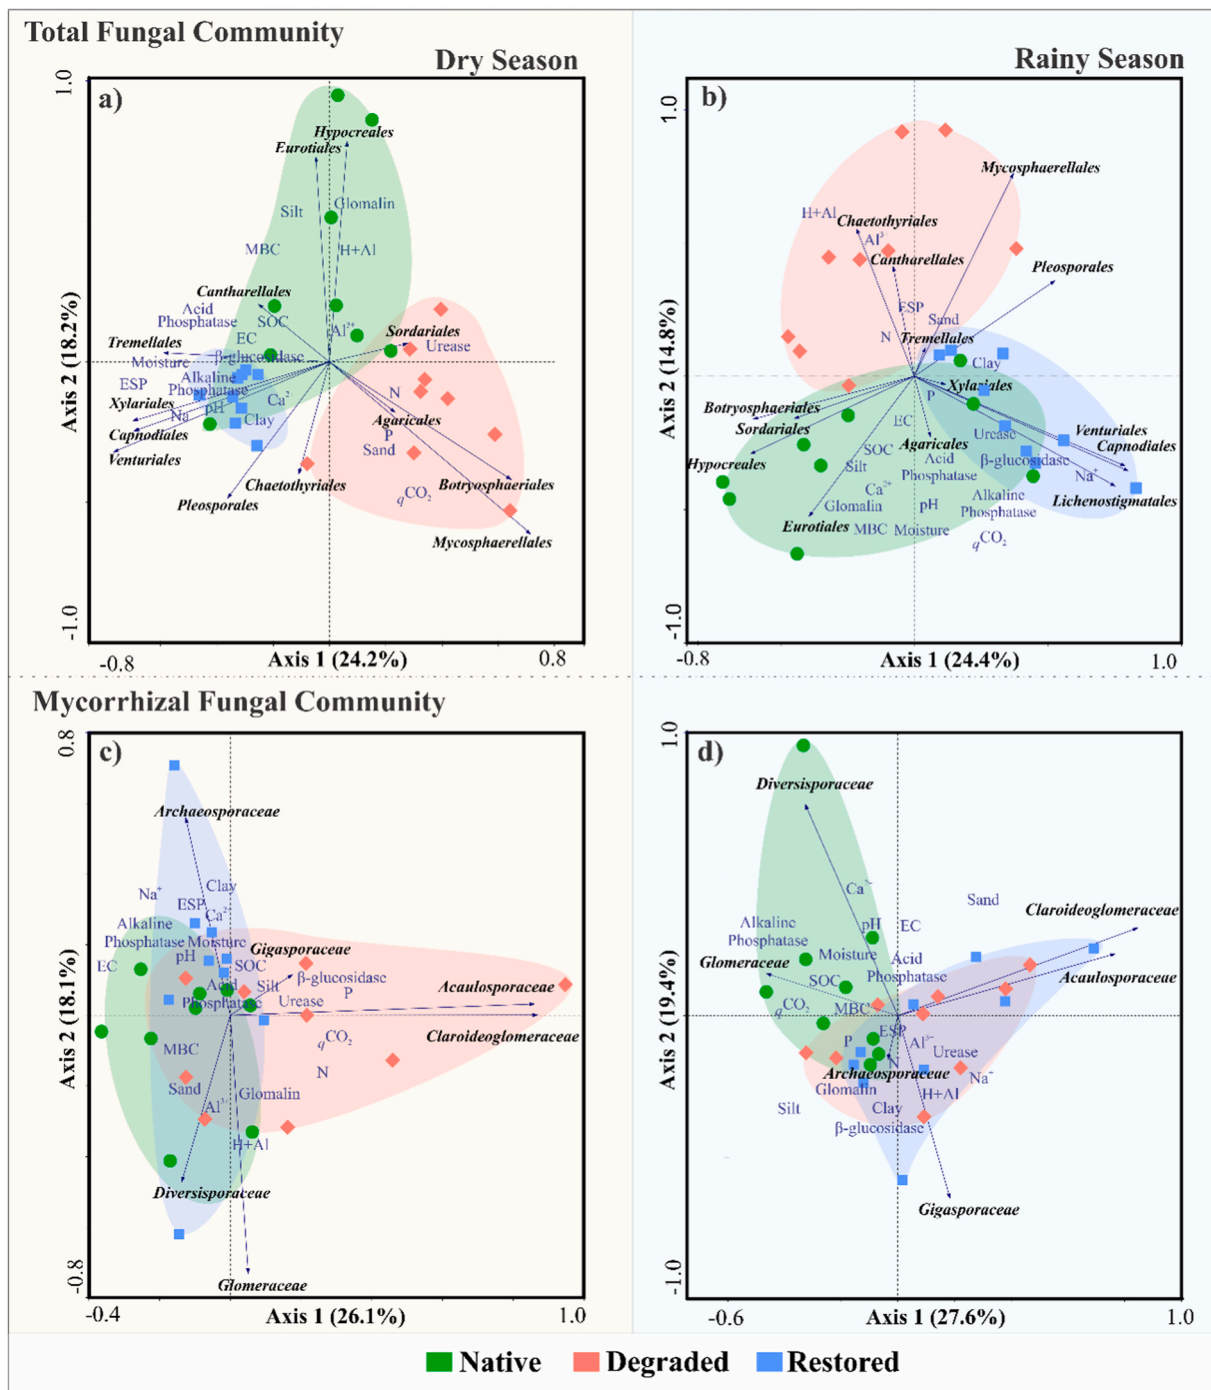 Total Fungal Community
Dry Season
Rainy Season
a)
1.0
Hypocreales
Eurotiales
Silt
Glomalin
MBC
H+Al
Cantharellales
Acid
Phosphatase
SOC
Al³⁺
Sordariales
EC
Urease
Tremellales
β-glucosidase
Moisture
Alkaline
Phosphatase
ESP
N
Xylariales
Ca²
Na
pH
Agaricales
Clay
P
Capnodiales
Sand
Venturiales
Chaetothyriales
Botryosphaeriales
Pleosporales
qCO₂
Mycosphaerellales
Axis 2 (18.2%)
-1.0
-0.8
Axis 1 (24.2%)
0.8
b)
1.0
Mycosphaerellales
H+Al
Chaetothyriales
Al³
Cantharellales
Pleosporales
ESP
Sand
N
Tremellales
Clay
Xylariales
P
Botryosphaeriales
EC
Sordariales
Urease
Venturiales
Agaricales
Capnodiales
SOC
Hypocreales
Silt
Acid
Phosphatase
β-glucosidase
Na⁺
Ca²⁺
Alkaline
Phosphatase
Lichenostigmatales
Glomalin
pH
Eurotiales
MBC
Moisture
qCO₂
Axis 2 (14.8%)
-1.0
-0.8
Axis 1 (24.4%)
1.0
Mycorrhizal Fungal Community
c)
0.8
Archaeosporaceae
Na⁺
Clay
ESP
Ca²
Alkaline
Phosphatase
Moisture
Gigasporaceae
pH
EC
SOC
β-glucosidase
Acid
Phosphatase
Silt
P
Acaulosporaceae
Urease
Claroideoglomeraceae
qCO₂
MBC
N
Sand
Glomalin
Al³
H+Al
Diversisporaceae
Glomeraceae
Axis 2 (18.1%)
-0.8
-0.4
Axis 1 (26.1%)
1.0
d)
1.0
Diversisporaceae
Ca²⁻
Sand
Claroideoglomeraceae
Alkaline
Phosphatase
pH
EC
Moisture
Acid
Phosphatase
Glomeraceae
Acaulosporaceae
SOC
qCO₂
MBC
ESP
P
Al³⁻
Urease
N
Archaeosporaceae
Na⁺
Glomalin
H+Al
Silt
Clay
β-glucosidase
Gigasporaceae
Axis 2 (19.4%)
-1.0
-0.6
Axis 1 (27.6%)
1.0
Native
Degraded
Restored